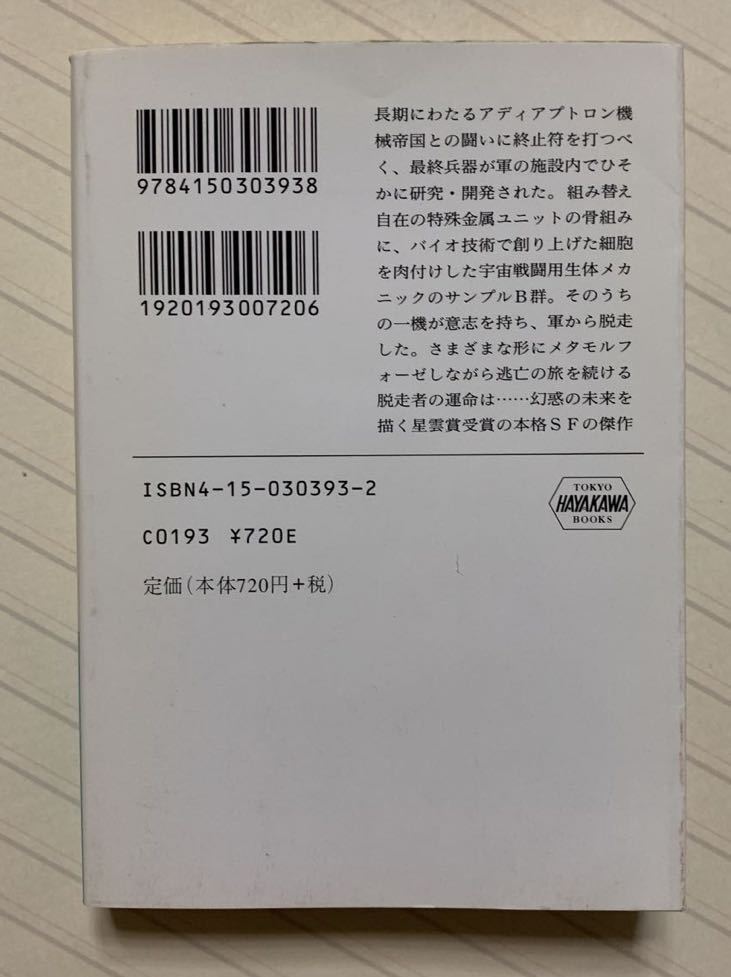 9784150303938
1920193007206
長期にわたるアディアプトロン機
械帝国との闘いに終止符を打つべ
く、最終兵器が軍の施設内でひそ
かに研究・開発された。組み替え
自在の特殊金属ユニットの骨組み
に、バイオ技術で創り上げた細胞
を肉付けした宇宙戦闘用生体メカ
ニックのサンプルB群。そのうち
の一機が意志を持ち、軍から脱走
した。さまざまな形にメタモルフ
ォーゼしながら逃亡の旅を続ける
脱走者の運命は……幻惑の未来を
描く星雲賞受賞の本格SFの傑作
ISBN4-15-030393-2
C0193 ¥720E
定価(本体720円+税)
TOKYO
HAYAKAWA
BOOKS